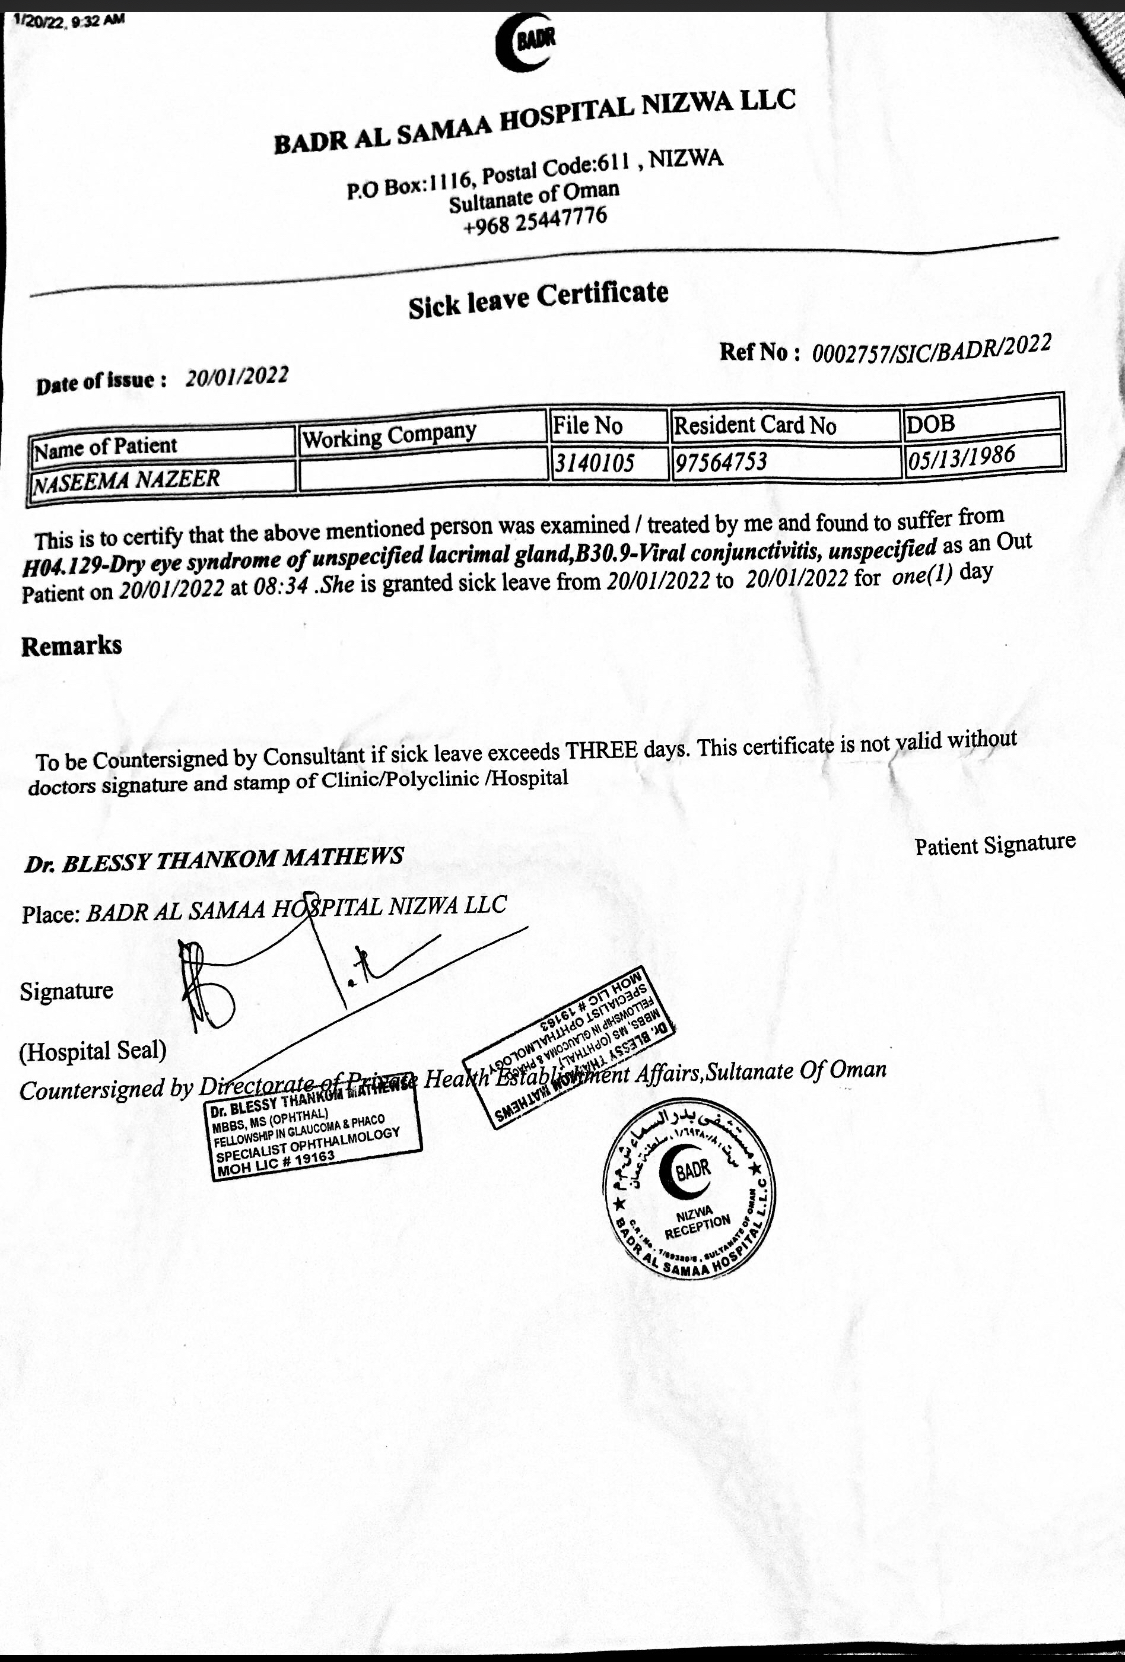 1/20/22, 9:32 AM
BADR
BADR AL SAMAA HOSPITAL NIZWA LLC
P.O Box:1116, Postal Code:611 , NIZWA
Sultanate of Oman
+968 25447776
Sick leave Certificate
Ref No : 0002757/SIC/BADR/2022
Date of issue : 20/01/2022
Name of Patient Working Company File No Resident Card No DOB
NASEEMA NAZEER 3140105 97564753 05/13/1986
This is to certify that the above mentioned person was examined / treated by me and found to suffer from
H04.129-Dry eye syndrome of unspecified lacrimal gland,B30.9-Viral conjunctivitis, unspecified as an Out
Patient on 20/01/2022 at 08:34 .She is granted sick leave from 20/01/2022 to 20/01/2022 for one(1) day
Remarks
To be Countersigned by Consultant if sick leave exceeds THREE days. This certificate is not valid without
doctors signature and stamp of Clinic/Polyclinic /Hospital
Patient Signature
Dr. BLESSY THANKOM MATHEWS
Place: BADR AL SAMAA HOSPITAL NIZWA LLC
Signature
(Hospital Seal)
Countersigned by Directorate of Private Health Establishment Affairs,Sultanate Of Oman
Dr. BLESSY THANKOM MATHEWS
MBBS, MS (OPHTHAL)
FELLOWSHIP IN GLAUCOMA & PHACO
SPECIALIST OPHTHALMOLOGY
MOH LIC # 19163
Dr. BLESSY THANKOM MATHEWS
MBBS, MS (OPHTHAL)
FELLOWSHIP IN GLAUCOMA & PHACO
SPECIALIST OPHTHALMOLOGY
MOH LIC # 19163
مستشفى بدر السماء ش م م
سلطنة عمان
BADR
NIZWA
RECEPTION
SULTANATE OF OMAN
BADR AL SAMAA HOSPITAL L.L.C